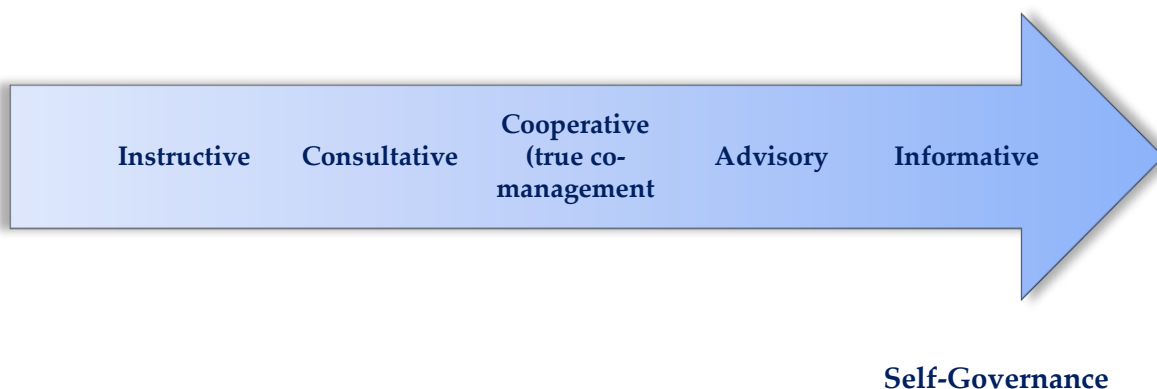 Instructive
Consultative
Cooperative
(true co-
management
Advisory
Informative
Self-Governance